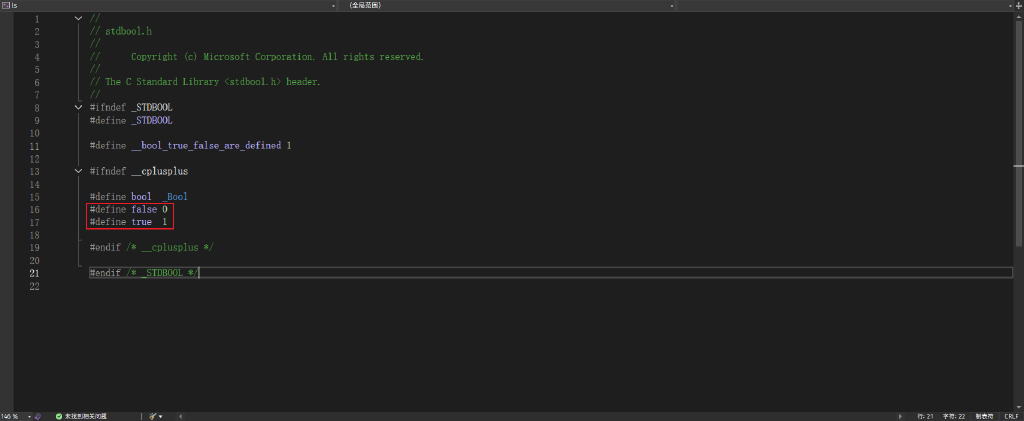 ls
(全局范围)
1 //
2 // stdbool.h
3 //
4 // Copyright (c) Microsoft Corporation. All rights reserved.
5 //
6 // The C Standard Library <stdbool.h> header.
7 //
8 #ifndef _STDBOOL
9 #define _STDBOOL
10
11 #define __bool_true_false_are_defined 1
12
13 #ifndef __cplusplus
14
15 #define bool _Bool
16 #define false 0
17 #define true 1
18
19 #endif /* __cplusplus */
20
21 #endif /* _STDBOOL */
22
146 % 未找到相关问题 行: 21 字符: 22 制表符 CRLF